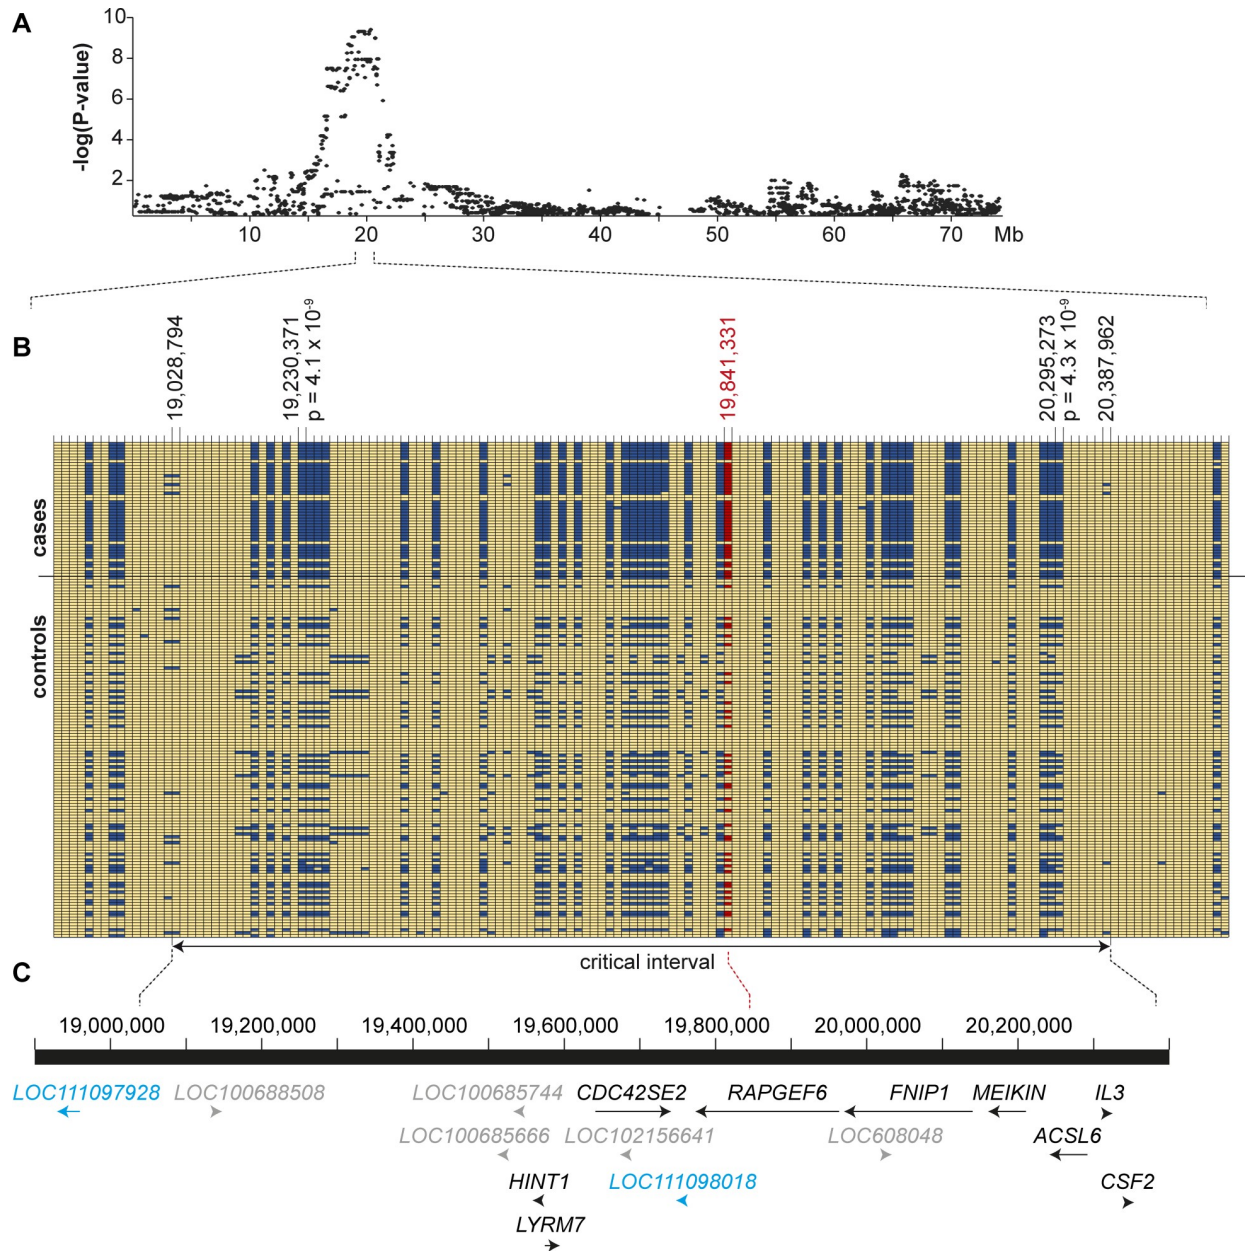 A
-log(P-value)
10
8
6
4
2
10 20 30 40 50 60 70 Mb
B
19,028,794
19,230,371
p = 4.1 x 10-9
19,841,331
20,295,273
p = 4.3 x 10-9
20,387,962
cases
controls
critical interval
C
19,000,000 19,200,000 19,400,000 19,600,000 19,800,000 20,000,000 20,200,000
LOC111097928 LOC100688508 LOC100685744 CDC42SE2 RAPGEF6 FNIP1 MEIKIN IL3
LOC100685666 LOC102156641 LOC608048 ACSL6
HINT1 LOC111098018 CSF2
LYRM7